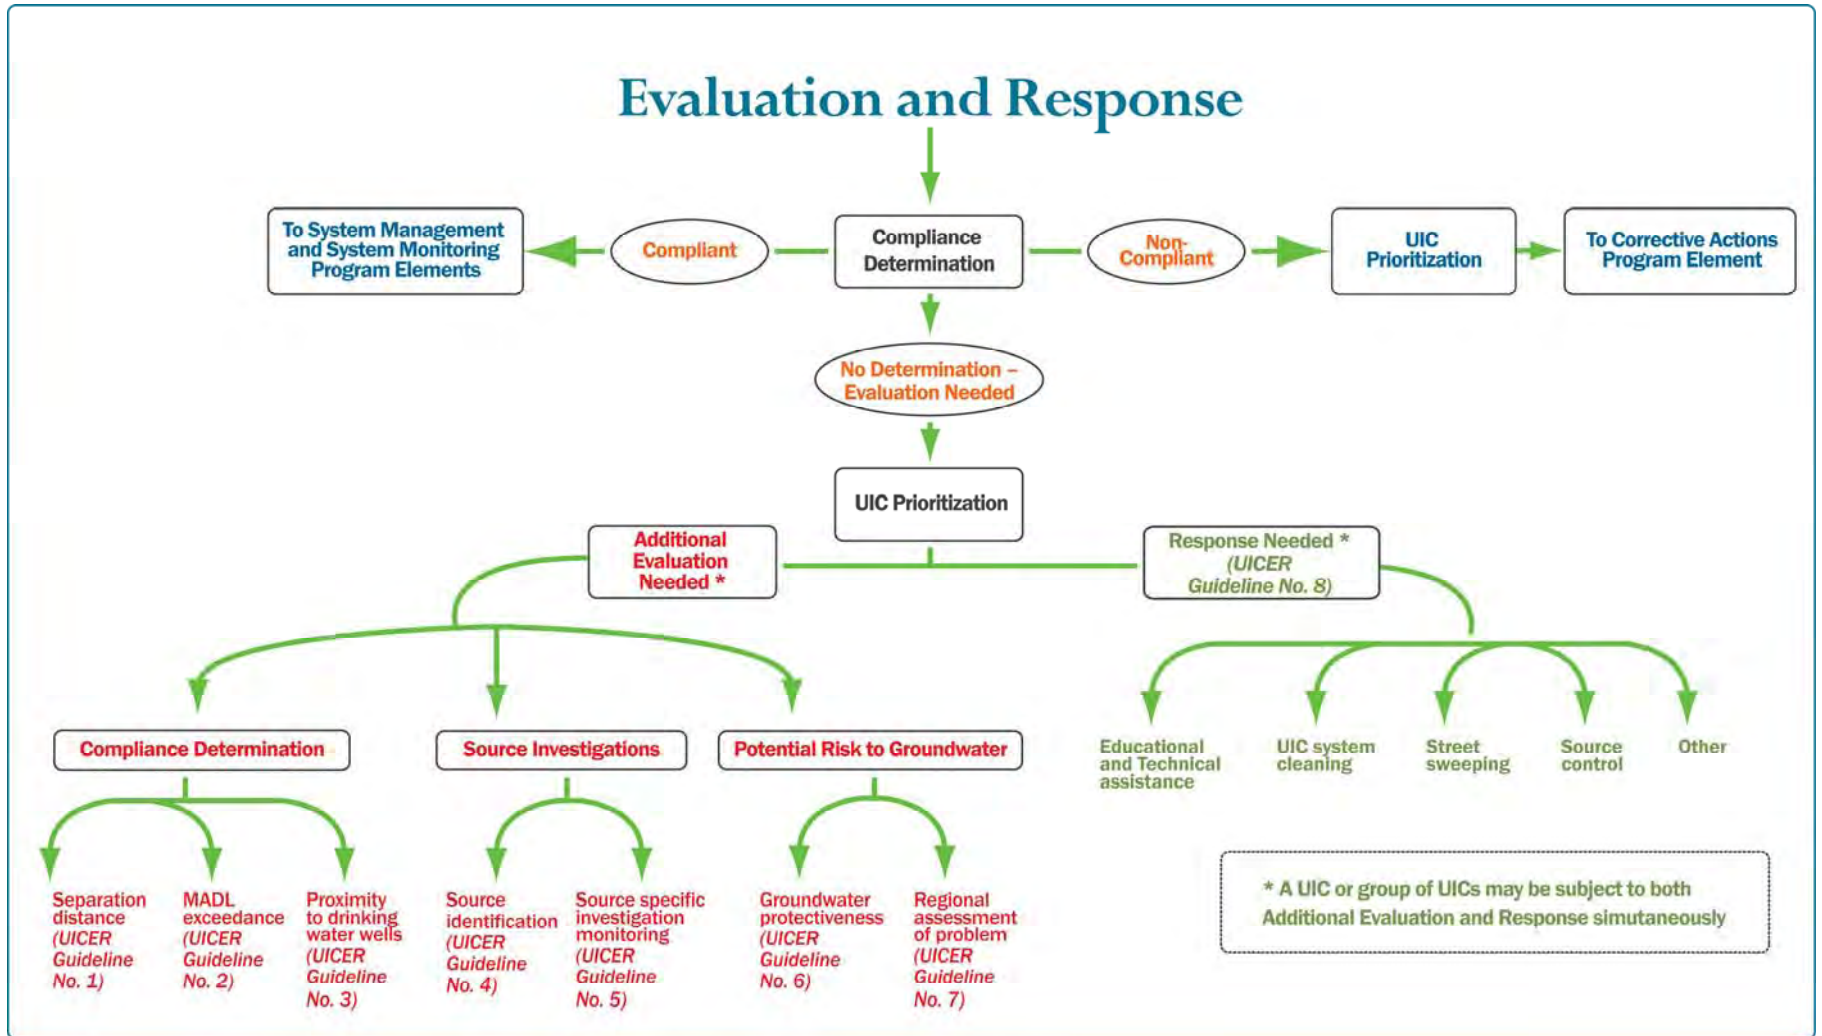 Evaluation and Response
To System Management
and System Monitoring
Program Elements
Compliant
Compliance
Determination
Non-
Compliant
UIC
Prioritization
To Corrective Actions
Program Element
No Determination –
Evaluation Needed
UIC Prioritization
Additional
Evaluation
Needed *
Response Needed *
(UICER
Guideline No. 8)
Compliance Determination
Source Investigations
Potential Risk to Groundwater
Educational
and Technical
assistance
UIC system
cleaning
Street
sweeping
Source
control
Other
Separation
distance
(UICER
Guideline
No. 1)
MADL
exceedance
(UICER
Guideline
No. 2)
Proximity
to drinking
water wells
(UICER
Guideline
No. 3)
Source
identification
(UICER
Guideline
No. 4)
Source specific
investigation
monitoring
(UICER
Guideline
No. 5)
Groundwater
protectiveness
(UICER
Guideline
No. 6)
Regional
assessment
of problem
(UICER
Guideline
No. 7)
* A UIC or group of UICs may be subject to both
Additional Evaluation and Response simutaneously